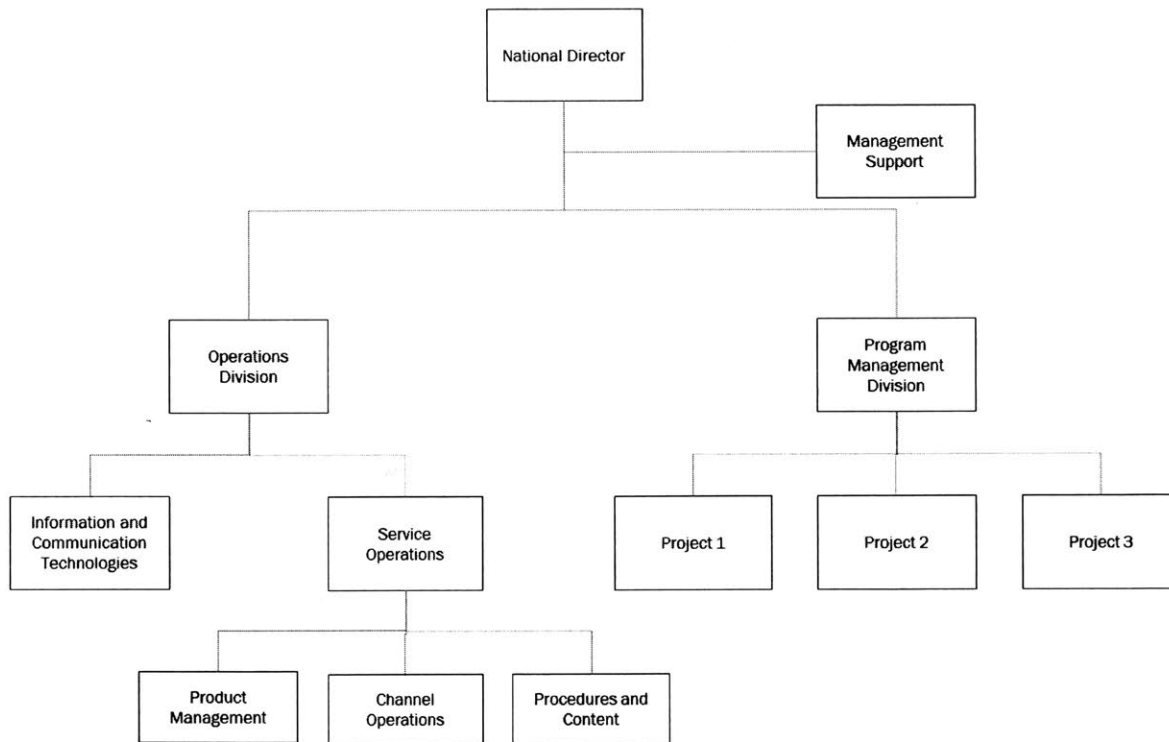 National Director
Management
Support
Operations
Division
Program
Management
Division
Information and
Communication
Technologies
Service
Operations
Project 1
Project 2
Project 3
Product
Management
Channel
Operations
Procedures and
Content